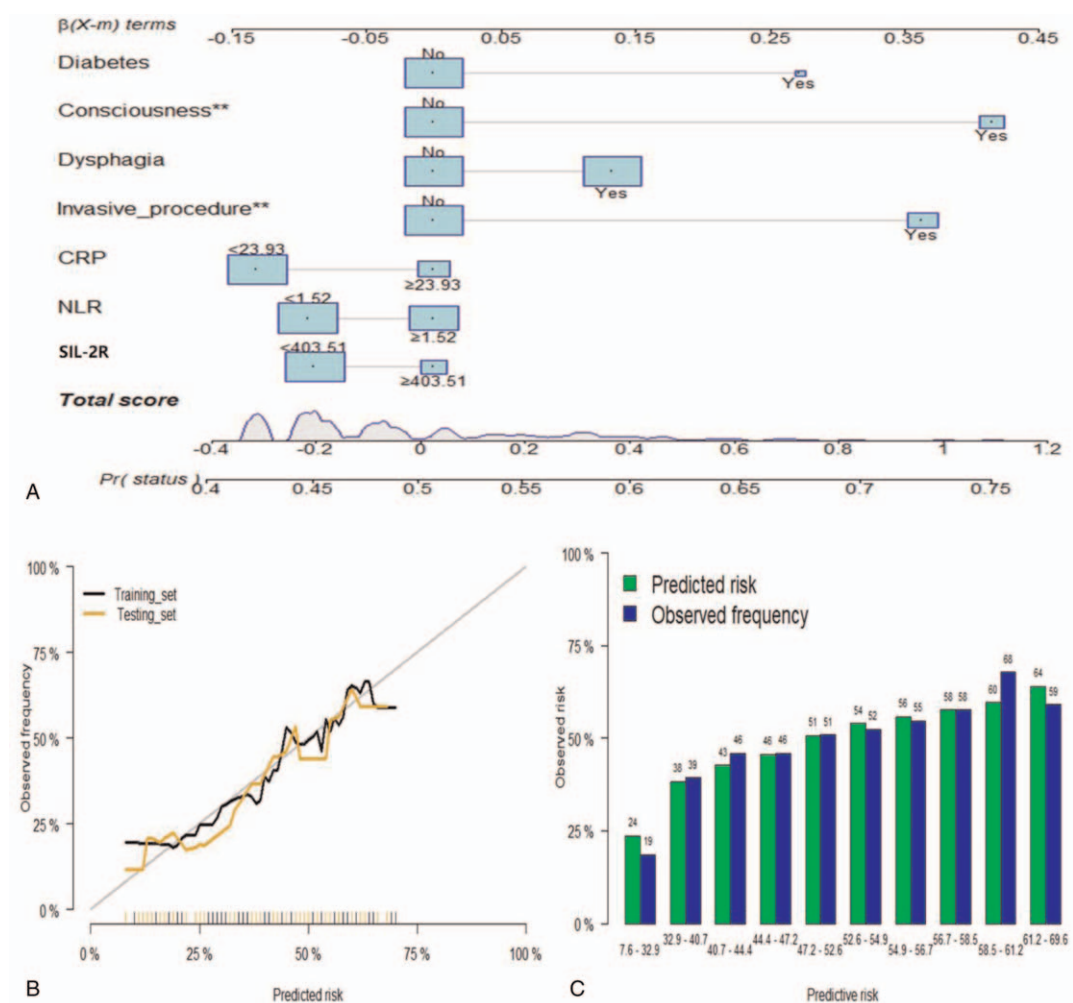 β(X-m) terms
-0.15 -0.05 0.05 0.15 0.25 0.35 0.45
Diabetes
No
Yes
Consciousness**
No
Yes
Dysphagia
No
Yes
Invasive_procedure**
No
Yes
CRP
<23.93
≥23.93
NLR
<1.52
≥1.52
SIL-2R
<403.51
≥403.51
Total score
-0.4 -0.2 0 0.2 0.4 0.6 0.8 1 1.2
A
Pr( status )
0.4 0.45 0.5 0.55 0.6 0.65 0.7 0.75
100 %
75 %
50 %
25 %
0 %
Observed frequency
Training_set
Testing_set
0 % 25 % 50 % 75 % 100 %
B
Predicted risk
100 %
75 %
50 %
25 %
0 %
Observed risk
Predicted risk
Observed frequency
24 19 38 39 43 46 46 46 51 51 54 52 56 55 58 58 60 68 64 59
7.6 - 32.9 32.9 - 40.7 40.7 - 44.4 44.4 - 47.2 47.2 - 52.6 52.6 - 54.9 54.9 - 56.7 56.7 - 58.5 58.5 - 61.2 61.2 - 69.6
C
Predictive risk